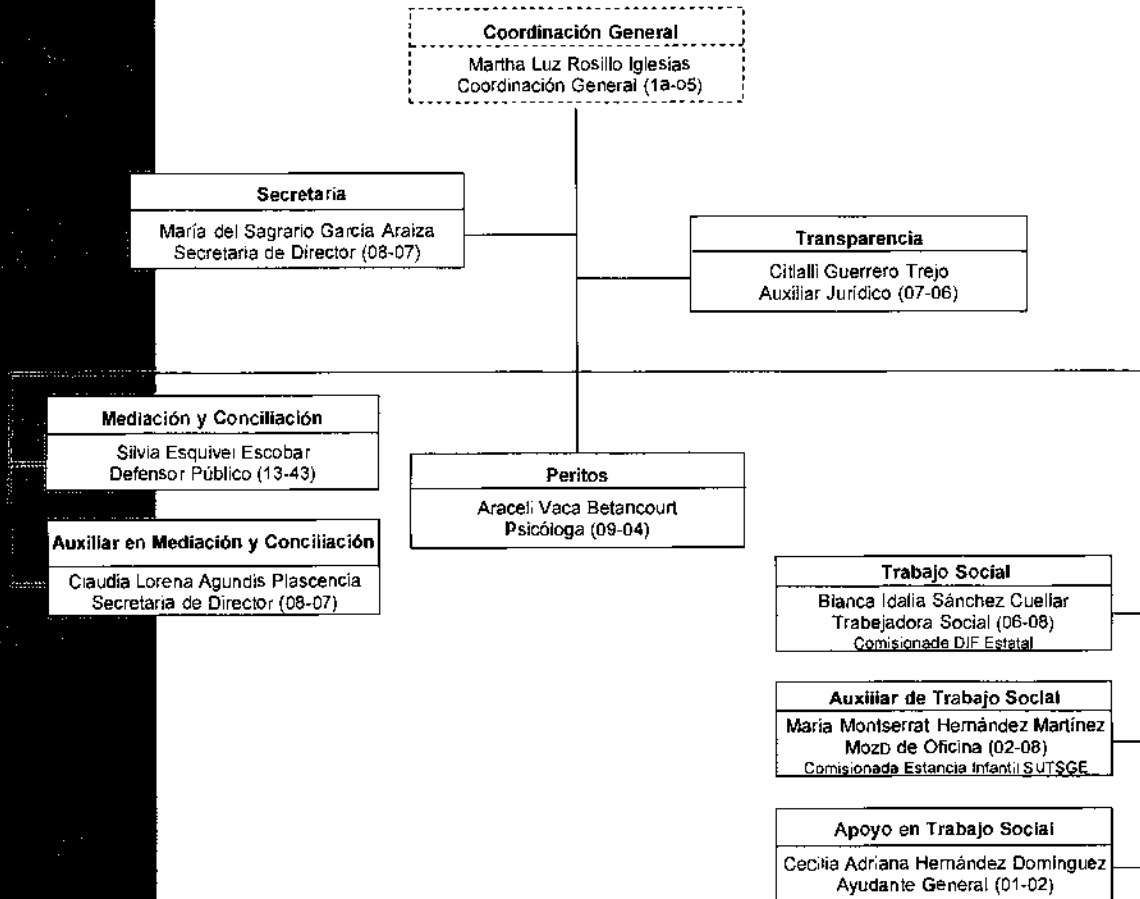 Coordinación General
Martha Luz Rosillo Iglesias
Coordinación General (1a-o5)
Secretaria
María del Sagrario García Araiza
Secretaria de Director (08-07)
Transparencia
Citlalli Guerrero Trejo
Auxiliar Jurídico (07-06)
Mediación y Conciliación
Silvia Esquivel Escobar
Defensor Público (13-43)
Peritos
Araceli Vaca Betancourt
Psicóloga (09-04)
Auxiliar en Mediación y Conciliación
Claudia Lorena Agundis Plascencia
Secretaria de Director (08-07)
Trabajo Social
Blanca Idalia Sánchez Cuellar
Trabajadora Social (06-08)
Comisionade DIF Estatal
Auxiliar de Trabajo Social
María Montserrat Hernández Martínez
Mozo de Oficina (02-08)
Comisionada Estancia Infantil SUTSGE
Apoyo en Trabajo Social
Cecilia Adriana Hernández Domínguez
Ayudante General (01-02)